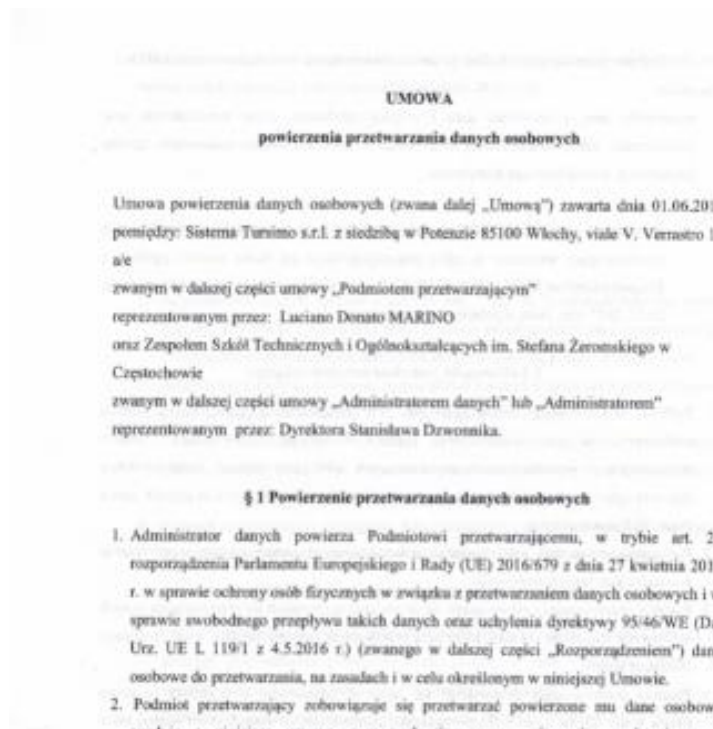 UMOWA
powierzenia przetwarzania danych osobowych
Umowa powierzenia danych osobowych (zwana dalej „Umową”) zawarta dnia 01.06.201
pomiędzy: Sistema Tursimo s.r.l. z siedzibą w Potenzie 85100 Włochy, viale V. Verrastro 1
a/e
zwanym w dalszej części umowy „Podmiotem przetwarzającym”
reprezentowanym przez: Luciano Donato MARINO
oraz Zespołem Szkół Technicznych i Ogólnokształcących im. Stefana Żeromskiego w
Częstochowie
zwanym w dalszej części umowy „Administratorem danych” lub „Administratorem”
reprezentowanym przez: Dyrektora Stanisława Dzwonnika.
§ 1 Powierzenie przetwarzania danych osobowych
1. Administrator danych powierza Podmiotowi przetwarzającemu, w trybie art. 2
rozporządzenia Parlamentu Europejskiego i Rady (UE) 2016/679 z dnia 27 kwietnia 201
r. w sprawie ochrony osób fizycznych w związku z przetwarzaniem danych osobowych i w
sprawie swobodnego przepływu takich danych oraz uchylenia dyrektywy 95/46/WE (Dz
Urz. UE L 119/1 z 4.5.2016 r.) (zwanego w dalszej części „Rozporządzeniem”) dan
osobowe do przetwarzania, na zasadach i w celu określonym w niniejszej Umowie.
2. Podmiot przetwarzający zobowiązuje się przetwarzać powierzone mu dane osobow